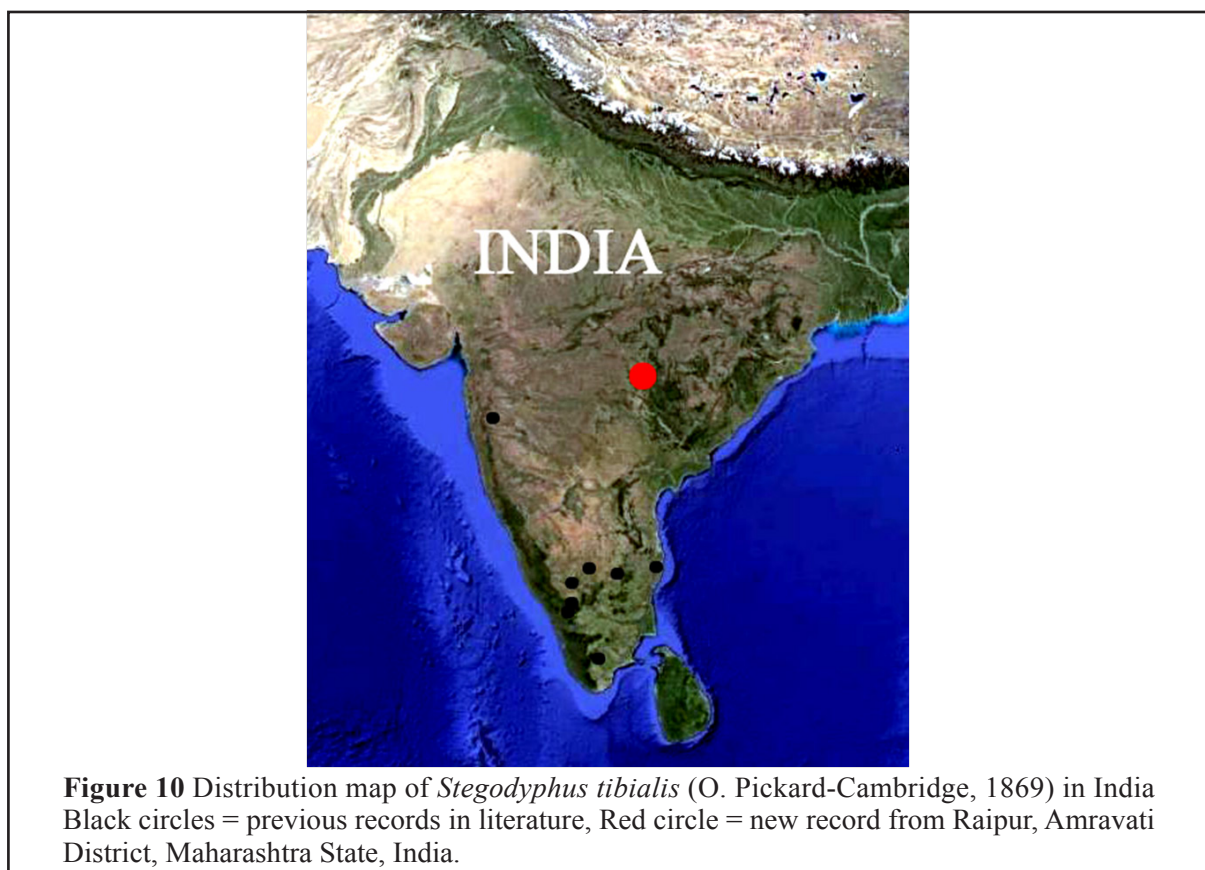 INDIA
Figure 10 Distribution map of Stegodyphus tibialis (O. Pickard-Cambridge, 1869) in India
Black circles = previous records in literature, Red circle = new record from Raipur, Amravati
District, Maharashtra State, India.